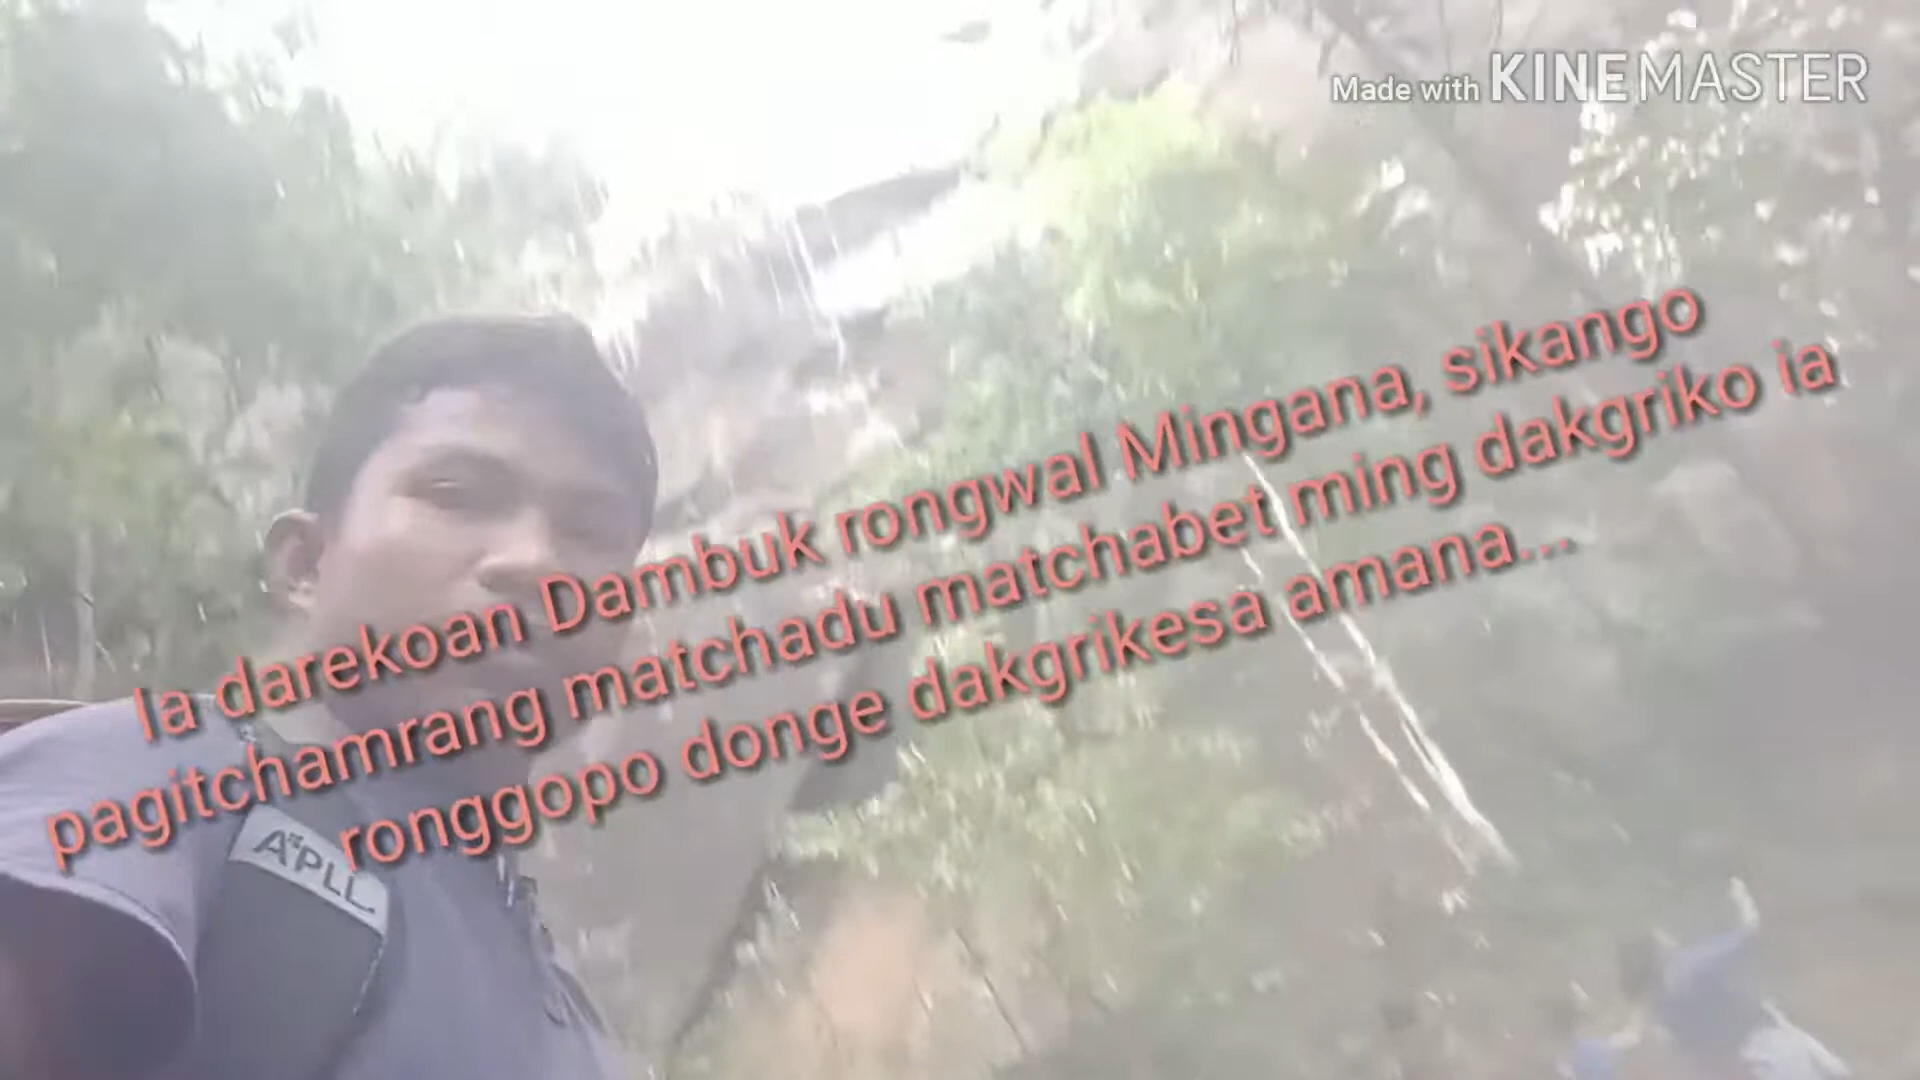 Made with KINEMASTER
Ia darekoan Dambuk rongwal Mingana, sikango
pagitchamrang matchadu matchabet ming dakgriko ia
ronggopo donge dakgrikesa amana...